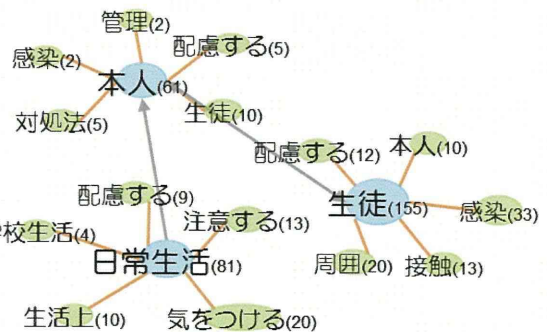 管理(2)
感染(2)
配慮する(5)
本人(61)
対処法(5)
生徒(10)
配慮する(12)
本人(10)
生徒(155)
感染(33)
周囲(20)
接触(13)
配慮する(9)
注意する(13)
校生活(4)
日常生活(81)
生活上(10)
気をつける(20)